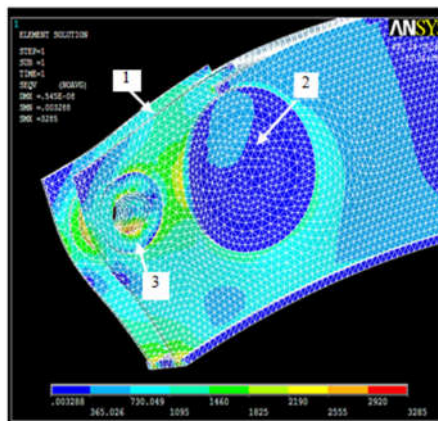 1
ELEMENT SOLUTION
STEP=1
SUB =1
TIME=1
SEQV (NOAVG)
DMX =.545E-08
SMN =.003288
SMX =3285
ANSYS
1
2
3
.003288 730.049 1460 2190 2920
365.026 1095 1825 2555 3285